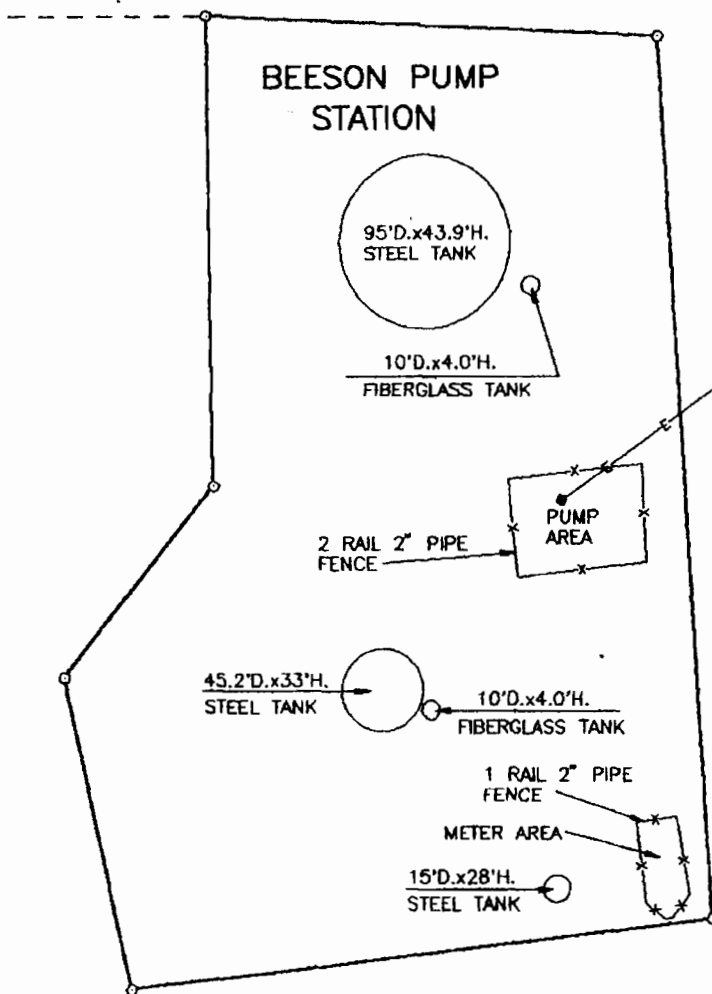 BEESON PUMP
STATION
95'D.x43.9'H.
STEEL TANK
10'D.x4.0'H.
FIBERGLASS TANK
E
E
PUMP
AREA
2 RAIL 2" PIPE
FENCE
45.2'D.x33'H.
STEEL TANK
10'D.x4.0'H.
FIBERGLASS TANK
1 RAIL 2" PIPE
FENCE
METER AREA
15'D.x28'H.
STEEL TANK